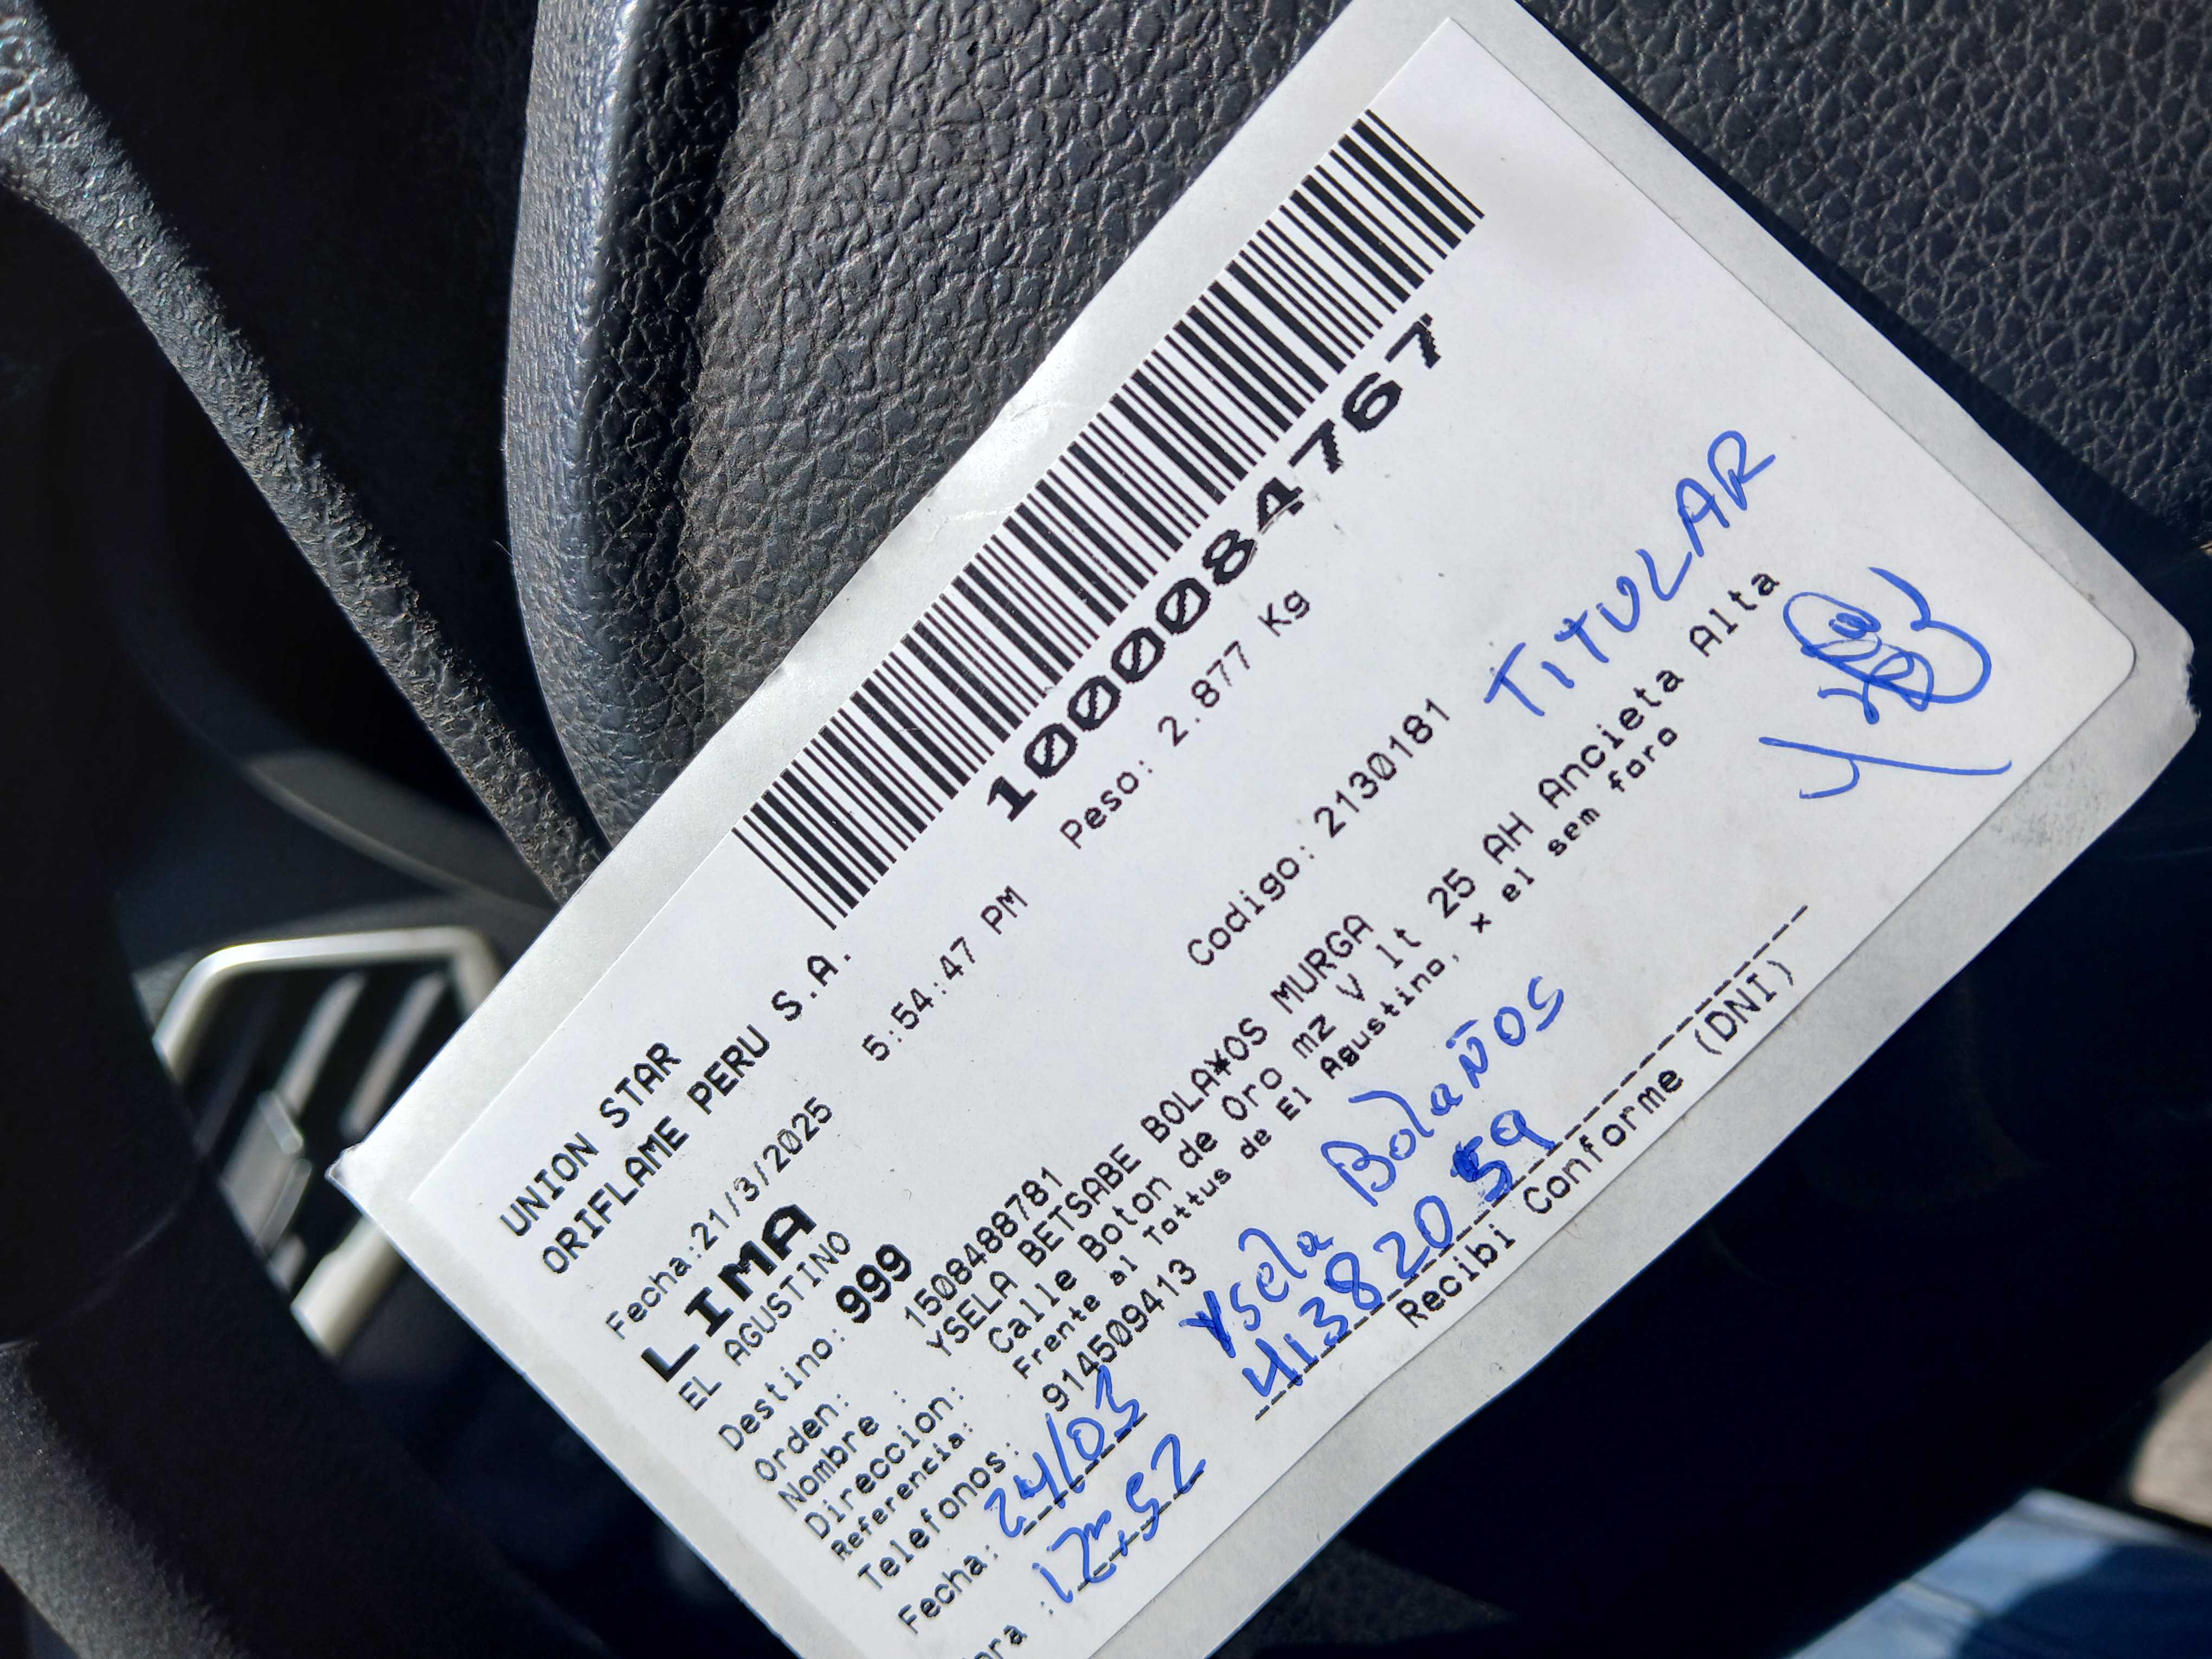 UNION STAR
ORIFLAME PERU S.A.
1000084767
Fecha:21/3/2025 5:54:47 PM Peso: 2.877 Kg
LIMA
EL AGUSTINO
Destino: 999
Orden: 1508488781 Codigo: 2130181 TITULAR
Nombre : YSELA BETSABE BOLA¥OS MURGA
Direccion: Calle Boton de Oro mz V lt 25 AH Ancieta Alta
Referencia: Frente al Tottus de El Agustino, x el sem foro
Telefonos: 914509413
Ysela Bolaños
Fecha: 24/03 41382059
ora : 12:52 Recibi Conforme (DNI)